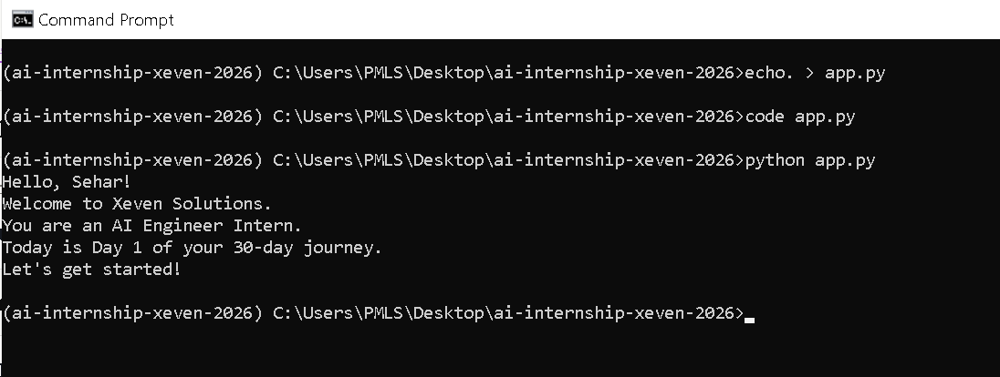 Command Prompt
(ai-internship-xeven-2026) C:\Users\PMLS\Desktop\ai-internship-xeven-2026>echo. > app.py
(ai-internship-xeven-2026) C:\Users\PMLS\Desktop\ai-internship-xeven-2026>code app.py
(ai-internship-xeven-2026) C:\Users\PMLS\Desktop\ai-internship-xeven-2026>python app.py
Hello, Sehar!
Welcome to Xeven Solutions.
You are an AI Engineer Intern.
Today is Day 1 of your 30-day journey.
Let's get started!
(ai-internship-xeven-2026) C:\Users\PMLS\Desktop\ai-internship-xeven-2026>